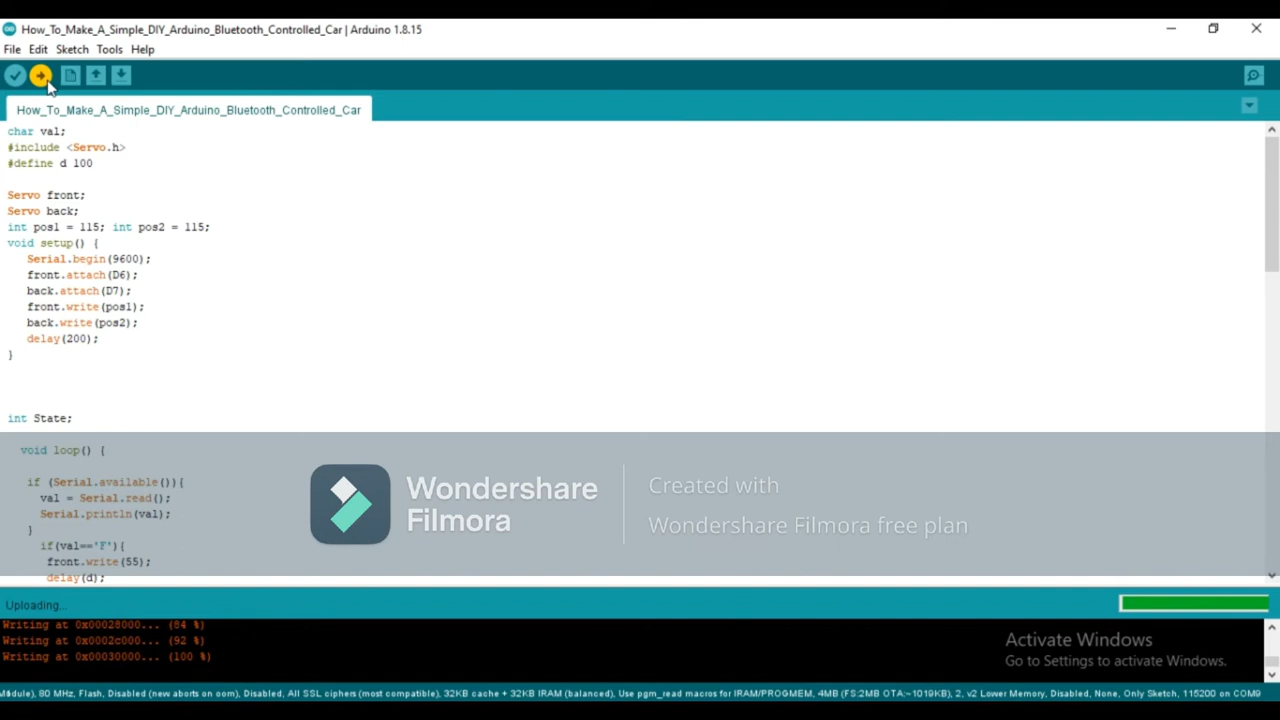 How_To_Make_A_Simple_DIY_Arduino_Bluetooth_Controlled_Car | Arduino 1.8.15
File Edit Sketch Tools Help
How_To_Make_A_Simple_DIY_Arduino_Bluetooth_Controlled_Car
char val;
#include <Servo.h>
#define d 100
Servo front;
Servo back;
int pos1 = 115; int pos2 = 115;
void setup() {
Serial.begin(9600);
front.attach(D6);
back.attach(D7);
front.write(pos1);
back.write(pos2);
delay(200);
}
int State;
void loop() {
if (Serial.available()){
val = Serial.read();
Serial.println(val);
}
if(val=='F'){
front.write(55);
delay(d);
Wondershare
Filmora
Created with
Wondershare Filmora free plan
Uploading...
Writing at 0x00028000... (84 %)
Writing at 0x0002c000... (92 %)
Writing at 0x00030000... (100 %)
Activate Windows
Go to Settings to activate Windows.
Module), 80 MHz, Flash, Disabled (new aborts on oom), Disabled, All SSL ciphers (most compatible), 32KB cache + 32KB IRAM (balanced), Use pgm_read macros for IRAM/PROGMEM, 4MB (FS:2MB OTA:~1019KB), 2, v2 Lower Memory, Disabled, None, Only Sketch, 115200 on COM9